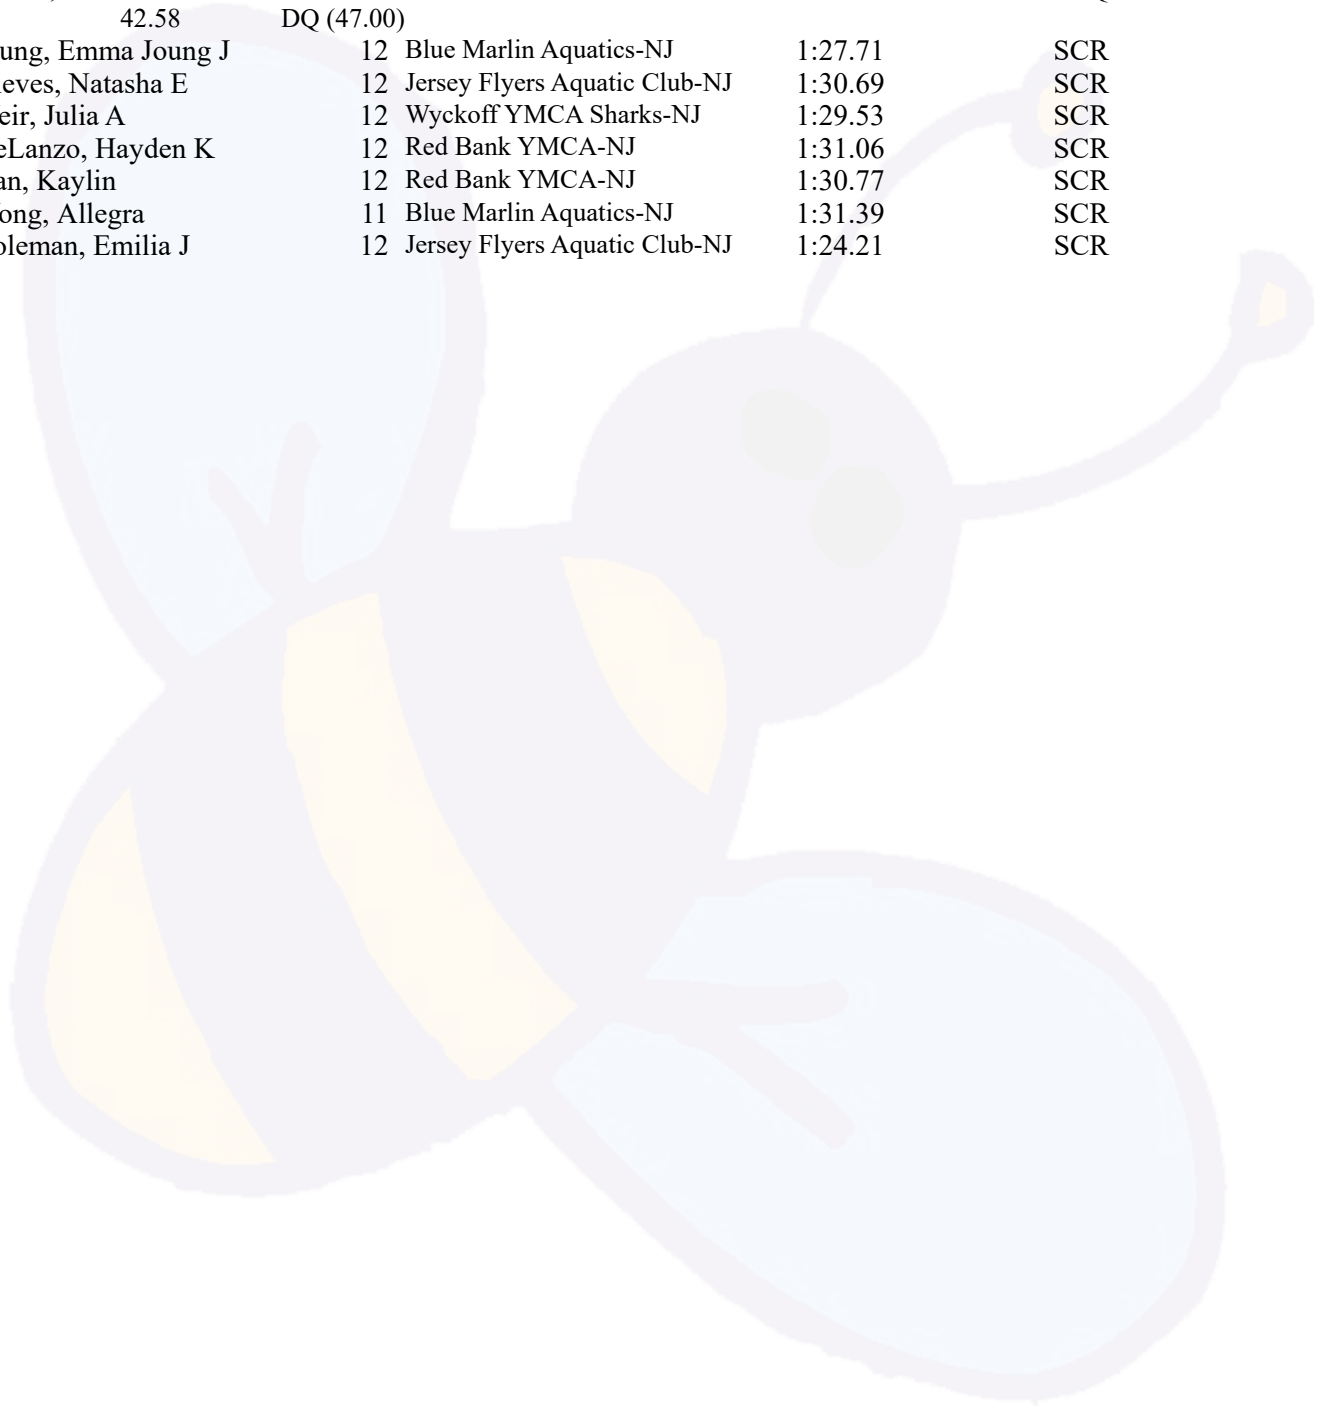 42.58 DQ (47.00)
ung, Emma Joung J 12 Blue Marlin Aquatics-NJ 1:27.71 SCR
eves, Natasha E 12 Jersey Flyers Aquatic Club-NJ 1:30.69 SCR
eir, Julia A 12 Wyckoff YMCA Sharks-NJ 1:29.53 SCR
eLanzo, Hayden K 12 Red Bank YMCA-NJ 1:31.06 SCR
an, Kaylin 12 Red Bank YMCA-NJ 1:30.77 SCR
ong, Allegra 11 Blue Marlin Aquatics-NJ 1:31.39 SCR
oleman, Emilia J 12 Jersey Flyers Aquatic Club-NJ 1:24.21 SCR